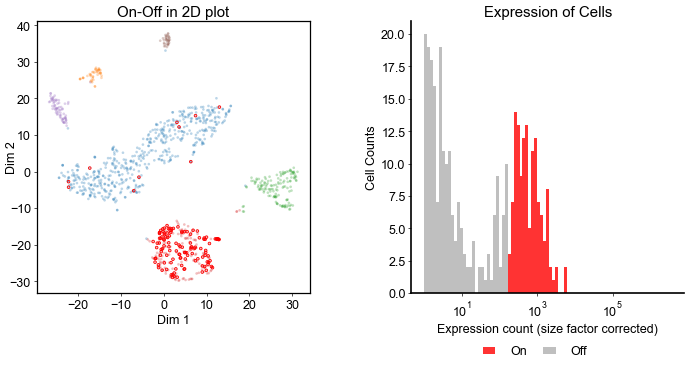 On-Off in 2D plot
40
30
20
10
0
−10
−20
−30
Dim 2
−20 −10 0 10 20 30
Dim 1
Expression of Cells
20.0
17.5
15.0
12.5
10.0
7.5
5.0
2.5
0.0
Cell Counts
10¹ 10³ 10⁵
Expression count (size factor corrected)
On Off